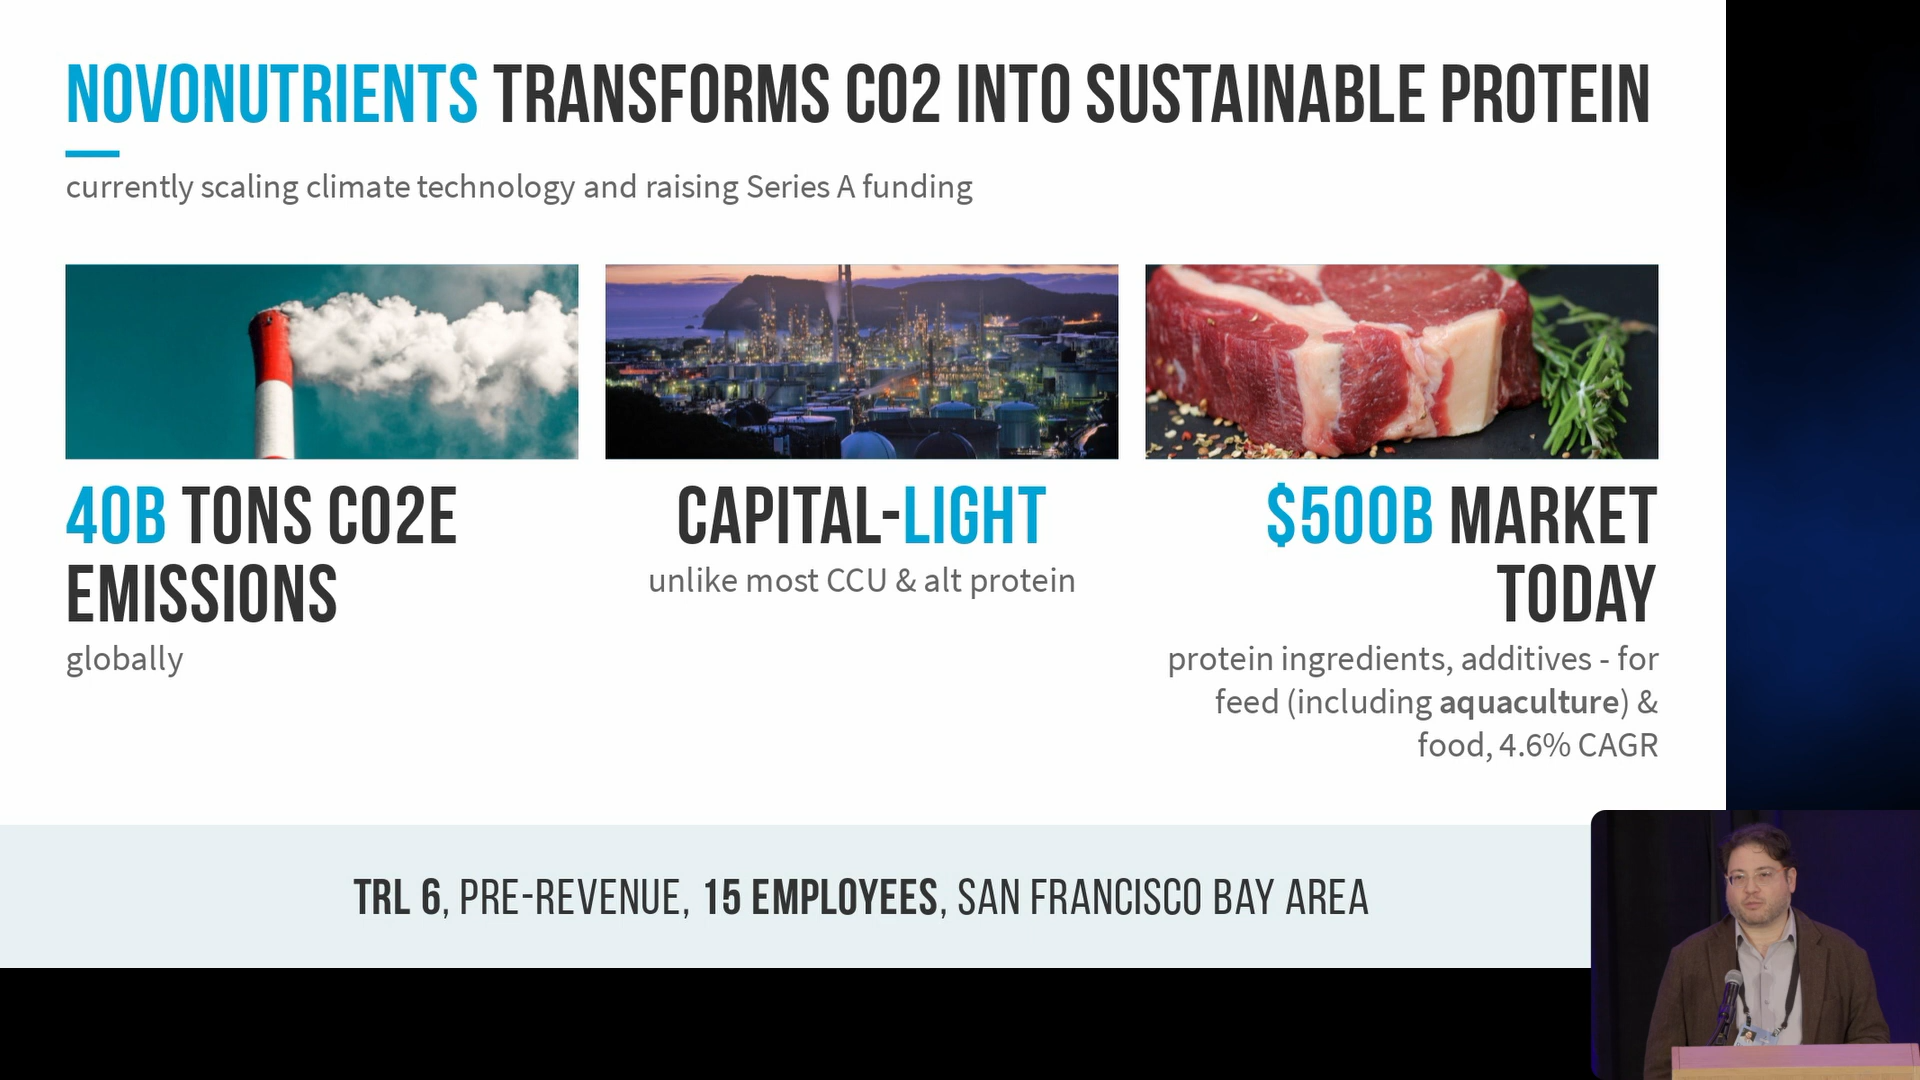 NOVONUTRIENTS TRANSFORMS CO2 INTO SUSTAINABLE PROTEIN
currently scaling climate technology and raising Series A funding
40B TONS CO2E
EMISSIONS
globally
CAPITAL-LIGHT
unlike most CCU & alt protein
$500B MARKET
TODAY
protein ingredients, additives - for
feed (including aquaculture) &
food, 4.6% CAGR
TRL 6, PRE-REVENUE, 15 EMPLOYEES, SAN FRANCISCO BAY AREA